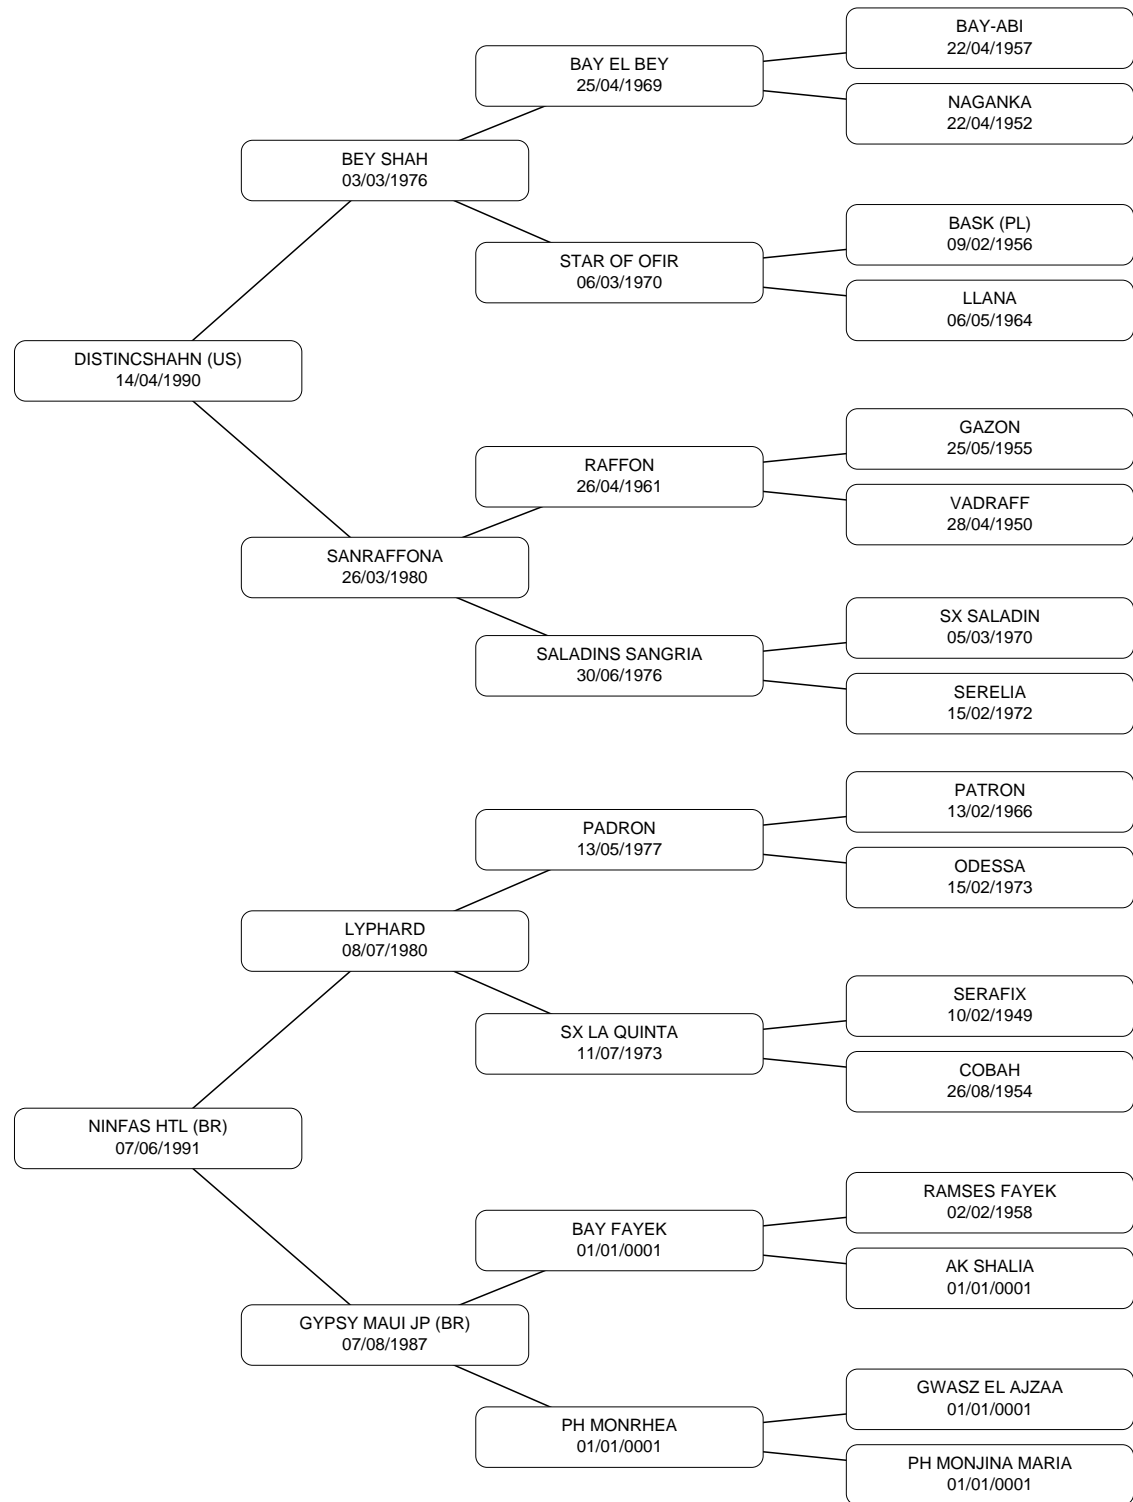 BAY-ABI
22/04/1957
BAY EL BEY
25/04/1969
NAGANKA
22/04/1952
BEY SHAH
03/03/1976
BASK (PL)
09/02/1956
STAR OF OFIR
06/03/1970
LLANA
06/05/1964
DISTINCSHAHN (US)
14/04/1990
GAZON
25/05/1955
RAFFON
26/04/1961
VADRAFF
28/04/1950
SANRAFFONA
26/03/1980
SX SALADIN
05/03/1970
SALADINS SANGRIA
30/06/1976
SERELIA
15/02/1972
PATRON
13/02/1966
PADRON
13/05/1977
ODESSA
15/02/1973
LYPHARD
08/07/1980
SERAFIX
10/02/1949
SX LA QUINTA
11/07/1973
COBAH
26/08/1954
NINFAS HTL (BR)
07/06/1991
RAMSES FAYEK
02/02/1958
BAY FAYEK
01/01/0001
AK SHALIA
01/01/0001
GYPSY MAUI JP (BR)
07/08/1987
GWASZ EL AJZAA
01/01/0001
PH MONRHEA
01/01/0001
PH MONJINA MARIA
01/01/0001